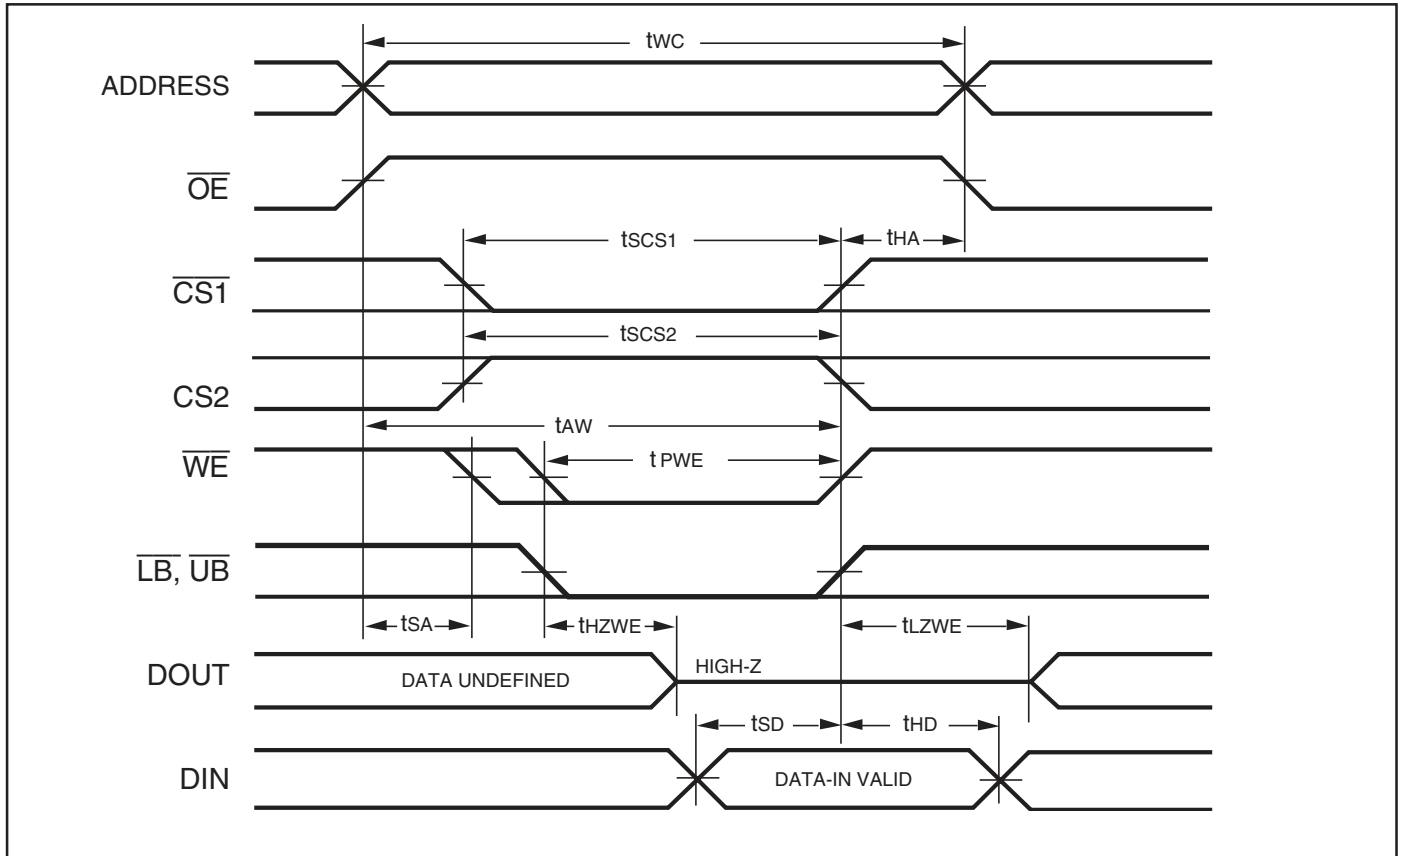 tWC
ADDRESS
OE
tSCS1
tHA
CS1
tSCS2
CS2
tAW
WE
tPWE
LB, UB
tSA
tHZWE
tLZWE
DOUT
DATA UNDEFINED
HIGH-Z
tSD
tHD
DIN
DATA-IN VALID